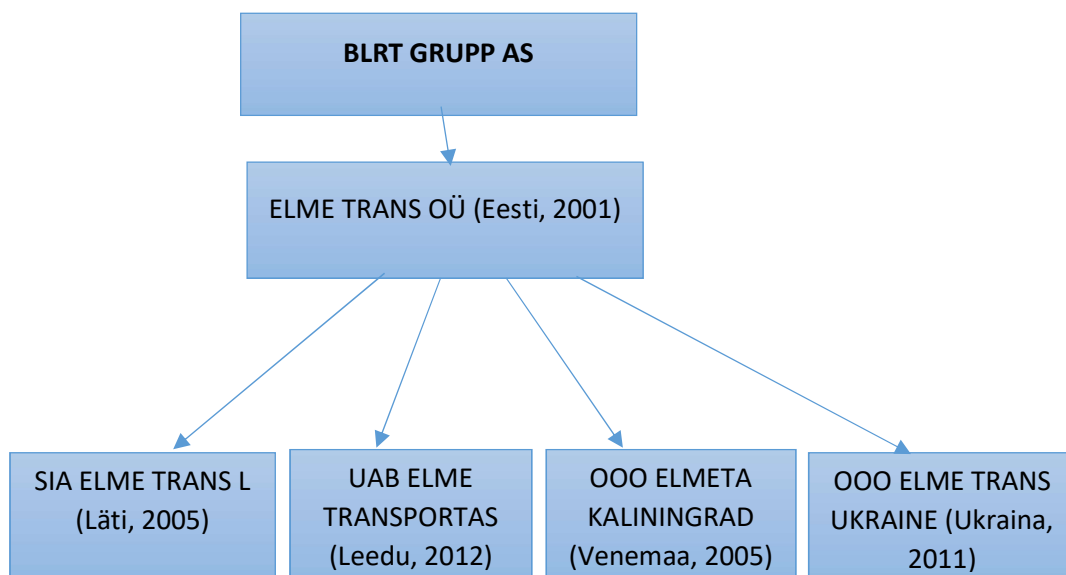 BLRT GRUPP AS
ELME TRANS OÜ (Eesti, 2001)
SIA ELME TRANS L
(Läti, 2005)
UAB ELME
TRANSPORTAS
(Leedu, 2012)
OOO ELMETA
KALININGRAD
(Venemaa, 2005)
OOO ELME TRANS
UKRAINE (Ukraina,
2011)